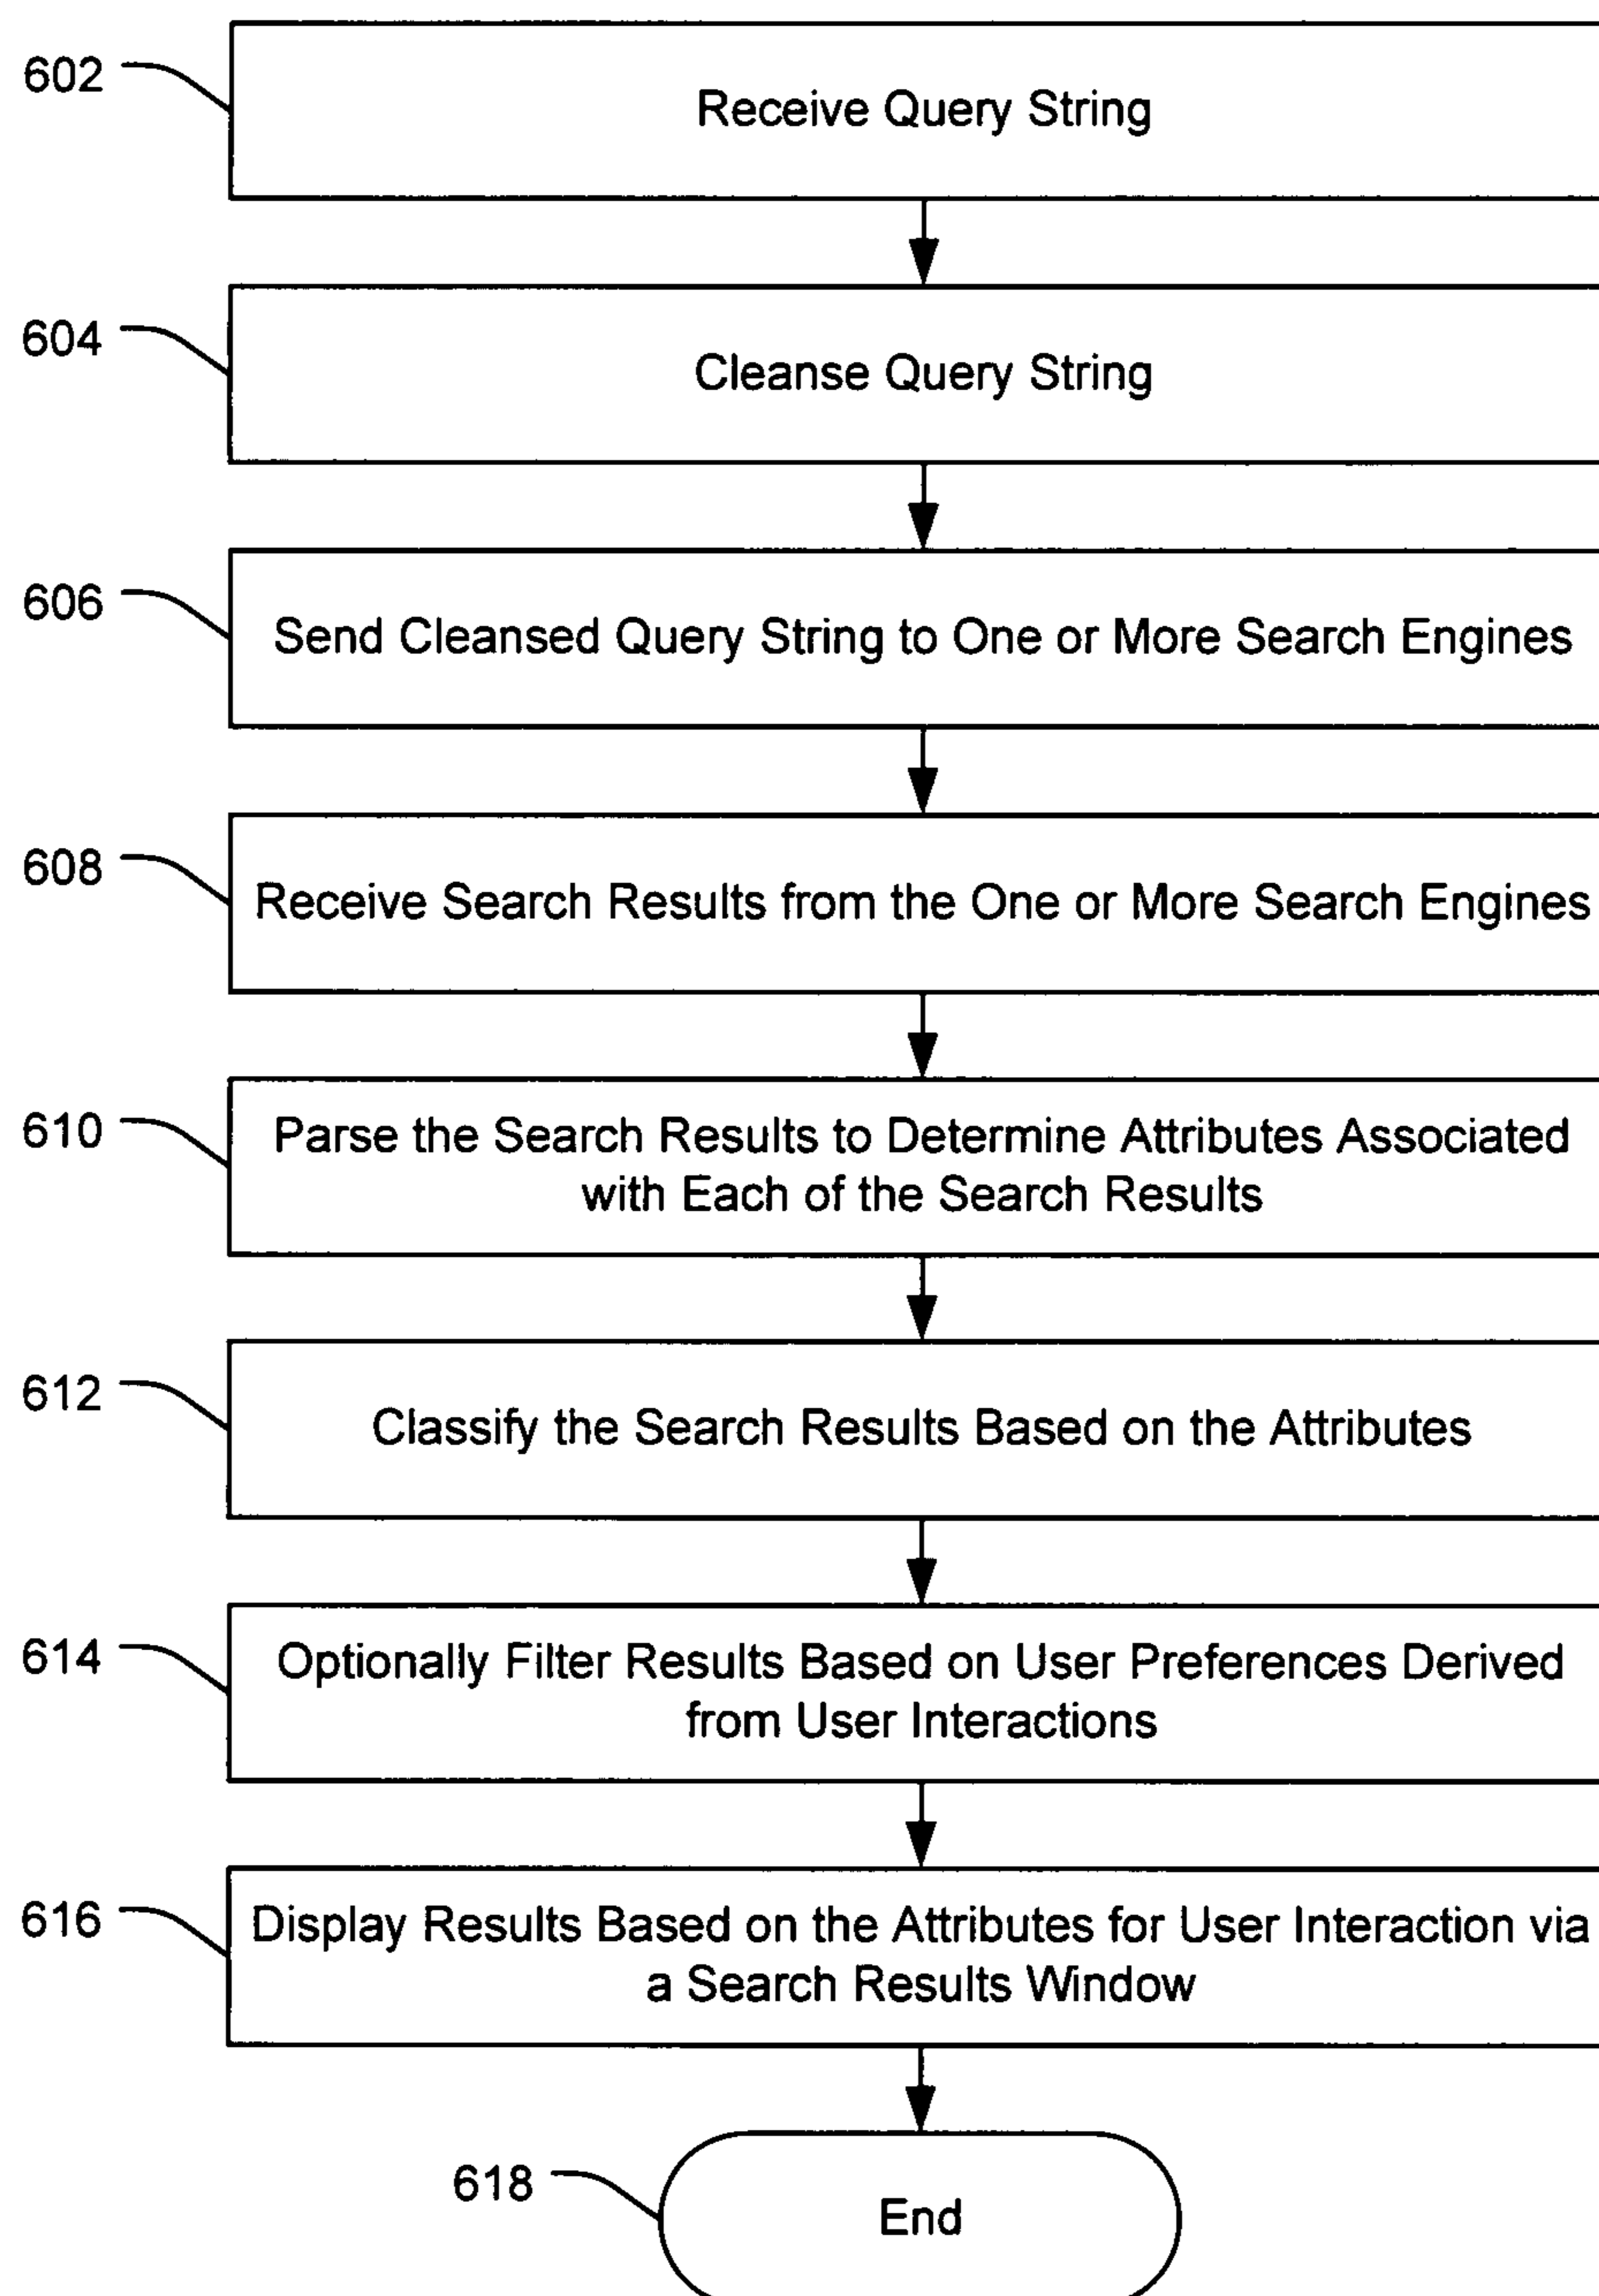 602
Receive Query String
604
Cleanse Query String
606
Send Cleansed Query String to One or More Search Engines
608
Receive Search Results from the One or More Search Engines
610
Parse the Search Results to Determine Attributes Associated
with Each of the Search Results
612
Classify the Search Results Based on the Attributes
614
Optionally Filter Results Based on User Preferences Derived
from User Interactions
616
Display Results Based on the Attributes for User Interaction via
a Search Results Window
618
End